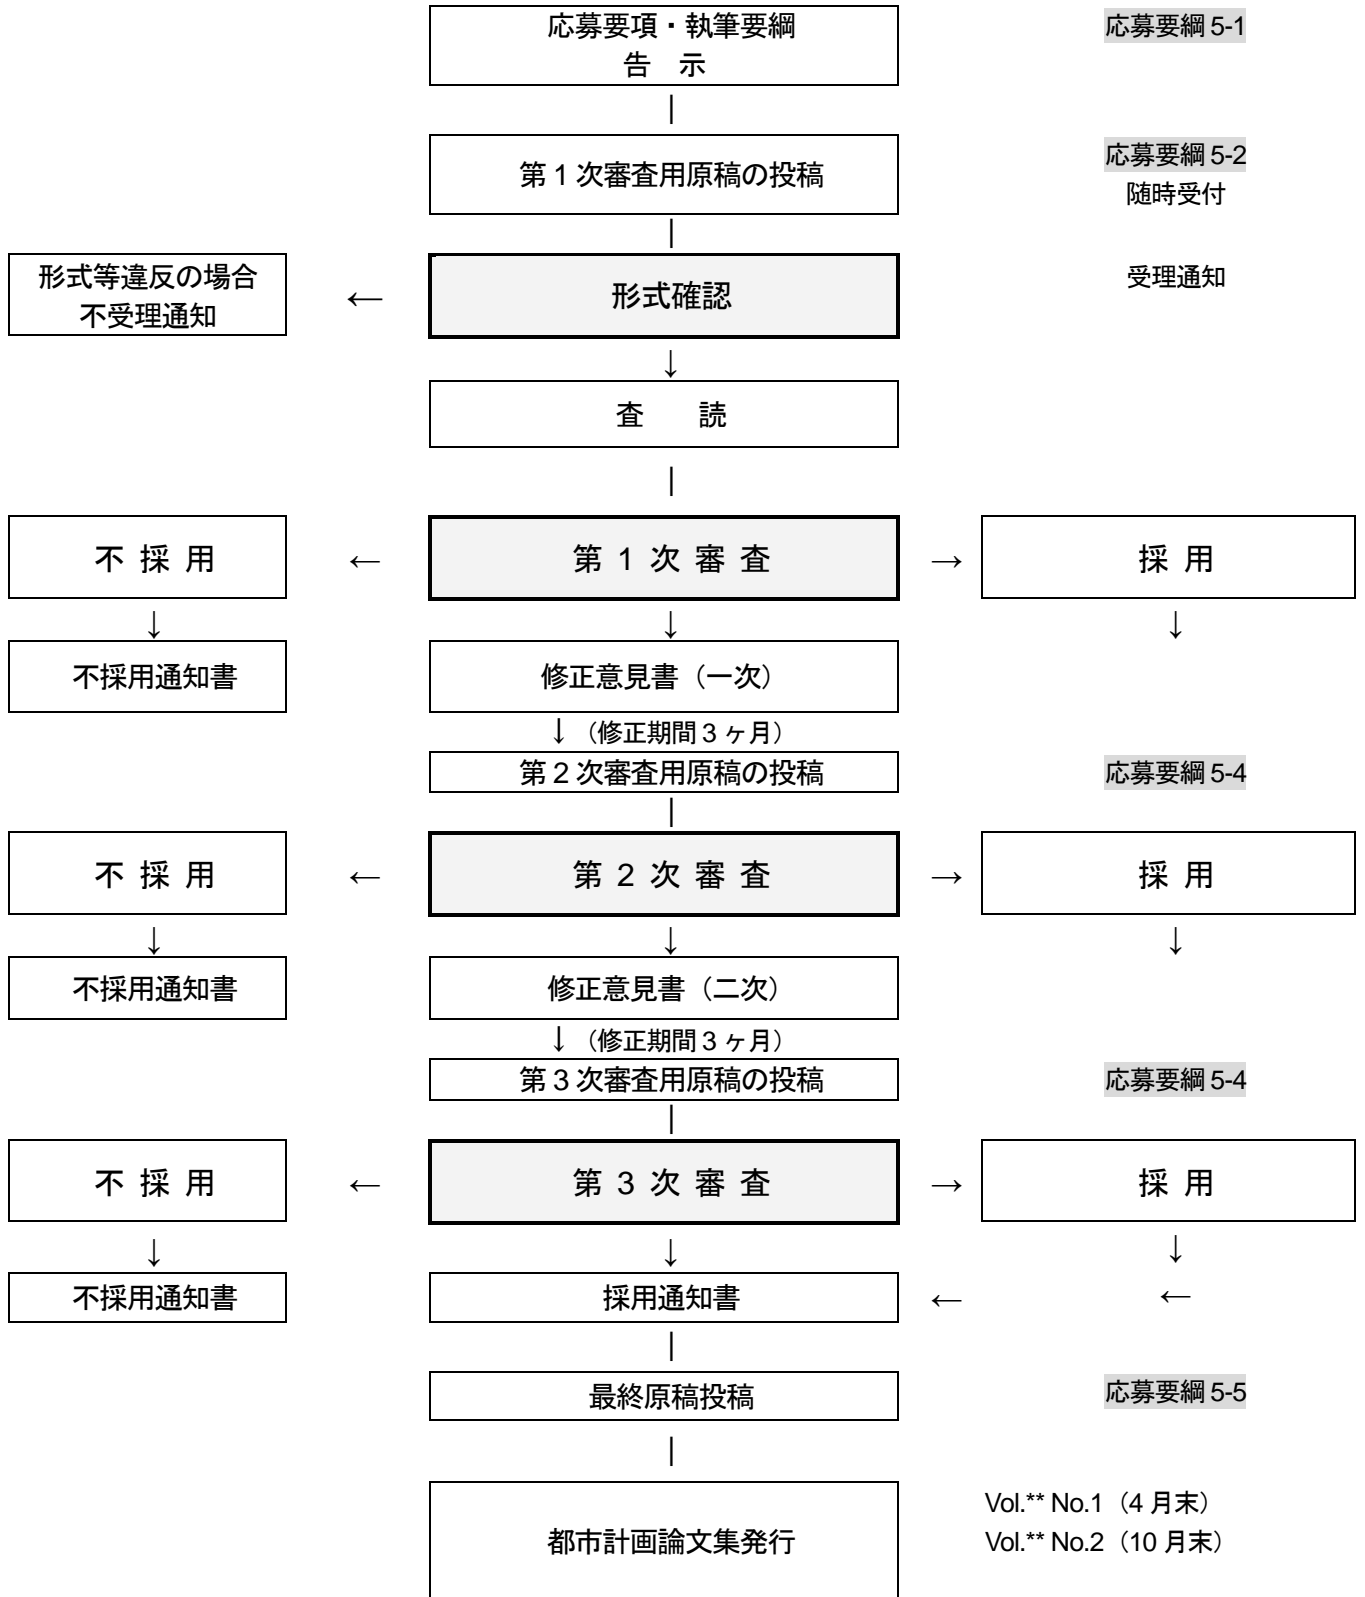 応募要項・執筆要綱
告　示
応募要綱 5-1
|
第１次審査用原稿の投稿
応募要綱 5-2
随時受付
|
形式等違反の場合
不受理通知
←
形式確認
受理通知
↓
査　　読
|
不 採 用
←
第 1 次 審 査
→
採 用
↓
↓
↓
不採用通知書
修正意見書（一次）
↓（修正期間３ヶ月）
第２次審査用原稿の投稿
応募要綱 5-4
|
不 採 用
←
第 2 次 審 査
→
採 用
↓
↓
↓
不採用通知書
修正意見書（二次）
↓（修正期間３ヶ月）
第３次審査用原稿の投稿
応募要綱 5-4
|
不 採 用
←
第 3 次 審 査
→
採 用
↓
↓
↓
不採用通知書
採用通知書
←
←
|
最終原稿投稿
応募要綱 5-5
|
都市計画論文集発行
Vol.** No.1（4 月末）
Vol.** No.2（10 月末）